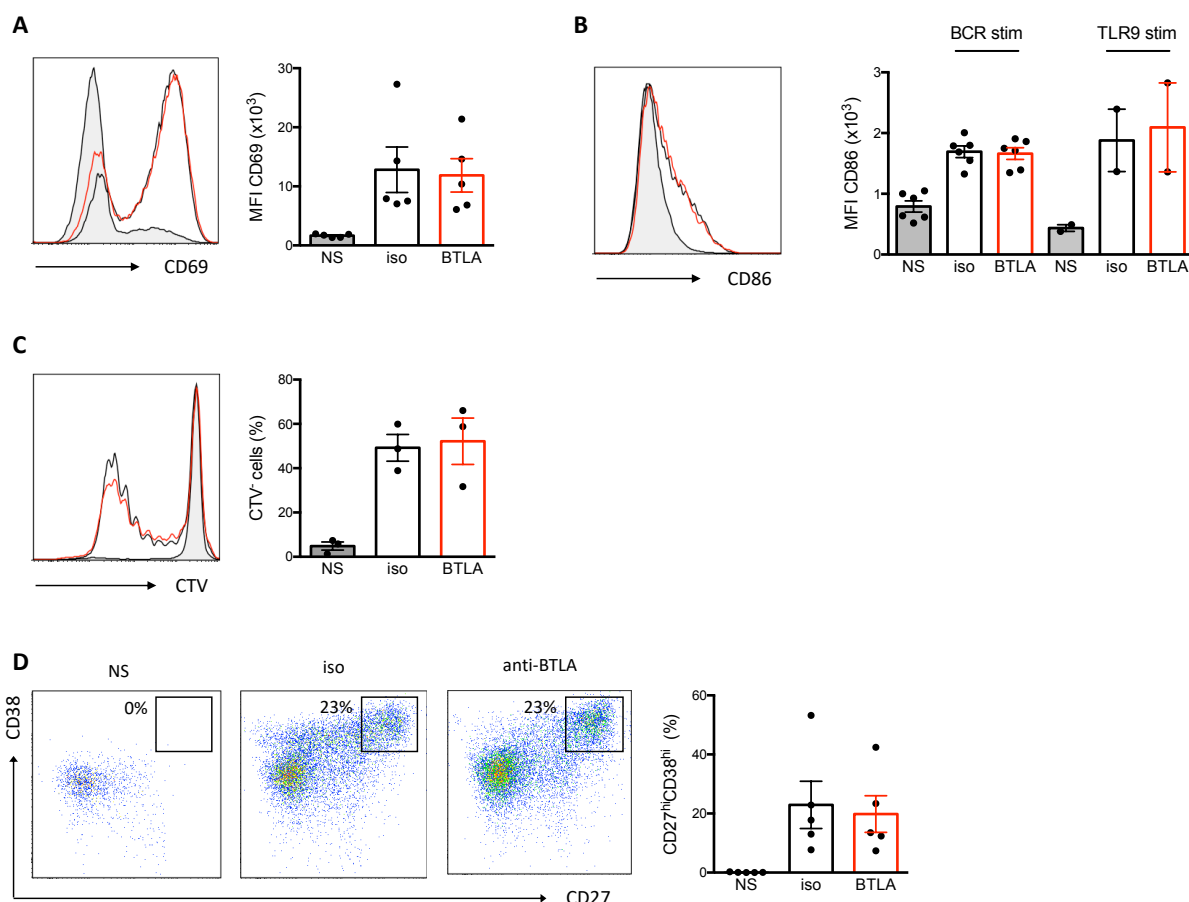 A
MFI CD69 (x10³)
30
20
10
0
NS iso BTLA
CD69
B
BCR stim TLR9 stim
MFI CD86 (x10³)
3
2
1
0
NS iso BTLA NS iso BTLA
CD86
C
CTV⁻ cells (%)
80
60
40
20
0
NS iso BTLA
CTV
D
NS iso anti-BTLA
CD38
0% 23% 23%
CD27
CD27ʰⁱCD38ʰⁱ (%)
60
40
20
0
NS iso BTLA